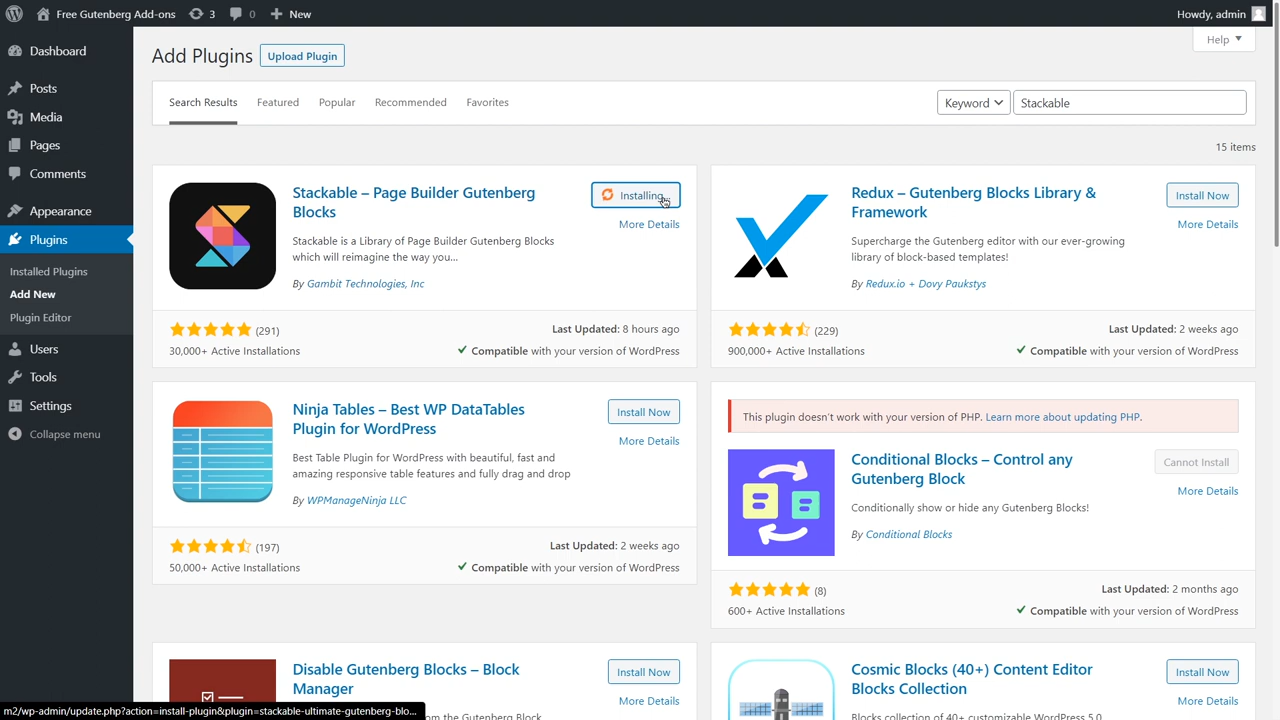 Free Gutenberg Add-ons
3
0
New
Howdy, admin
Dashboard
Posts
Media
Pages
Comments
Appearance
Plugins
Installed Plugins
Add New
Plugin Editor
Users
Tools
Settings
Collapse menu
Add Plugins
Upload Plugin
Help
Search Results
Featured
Popular
Recommended
Favorites
Keyword
Stackable
15 items
Stackable – Page Builder Gutenberg
Blocks
Installing...
More Details
Stackable is a Library of Page Builder Gutenberg Blocks
which will reimagine the way you...
By Gambit Technologies, Inc
(291)
Last Updated: 8 hours ago
30,000+ Active Installations
Compatible with your version of WordPress
Redux – Gutenberg Blocks Library &
Framework
Install Now
More Details
Supercharge the Gutenberg editor with our ever-growing
library of block-based templates!
By Redux.io + Dovy Paukstys
(229)
Last Updated: 2 weeks ago
900,000+ Active Installations
Compatible with your version of WordPress
Ninja Tables – Best WP DataTables
Plugin for WordPress
Install Now
More Details
Best Table Plugin for WordPress with beautiful, fast and
amazing responsive table features and fully drag and drop
By WPManageNinja LLC
(197)
Last Updated: 2 weeks ago
50,000+ Active Installations
Compatible with your version of WordPress
This plugin doesn't work with your version of PHP. Learn more about updating PHP.
Conditional Blocks – Control any
Gutenberg Block
Cannot Install
More Details
Conditionally show or hide any Gutenberg Blocks!
By Conditional Blocks
(8)
Last Updated: 2 months ago
600+ Active Installations
Compatible with your version of WordPress
Disable Gutenberg Blocks – Block
Manager
Install Now
More Details
om the Gutenberg Block
Cosmic Blocks (40+) Content Editor
Blocks Collection
Install Now
More Details
Blocks collection of 40+ customizable WordPress 5.0
m2/wp-admin/update.php?action=install-plugin&plugin=stackable-ultimate-gutenberg-blo...